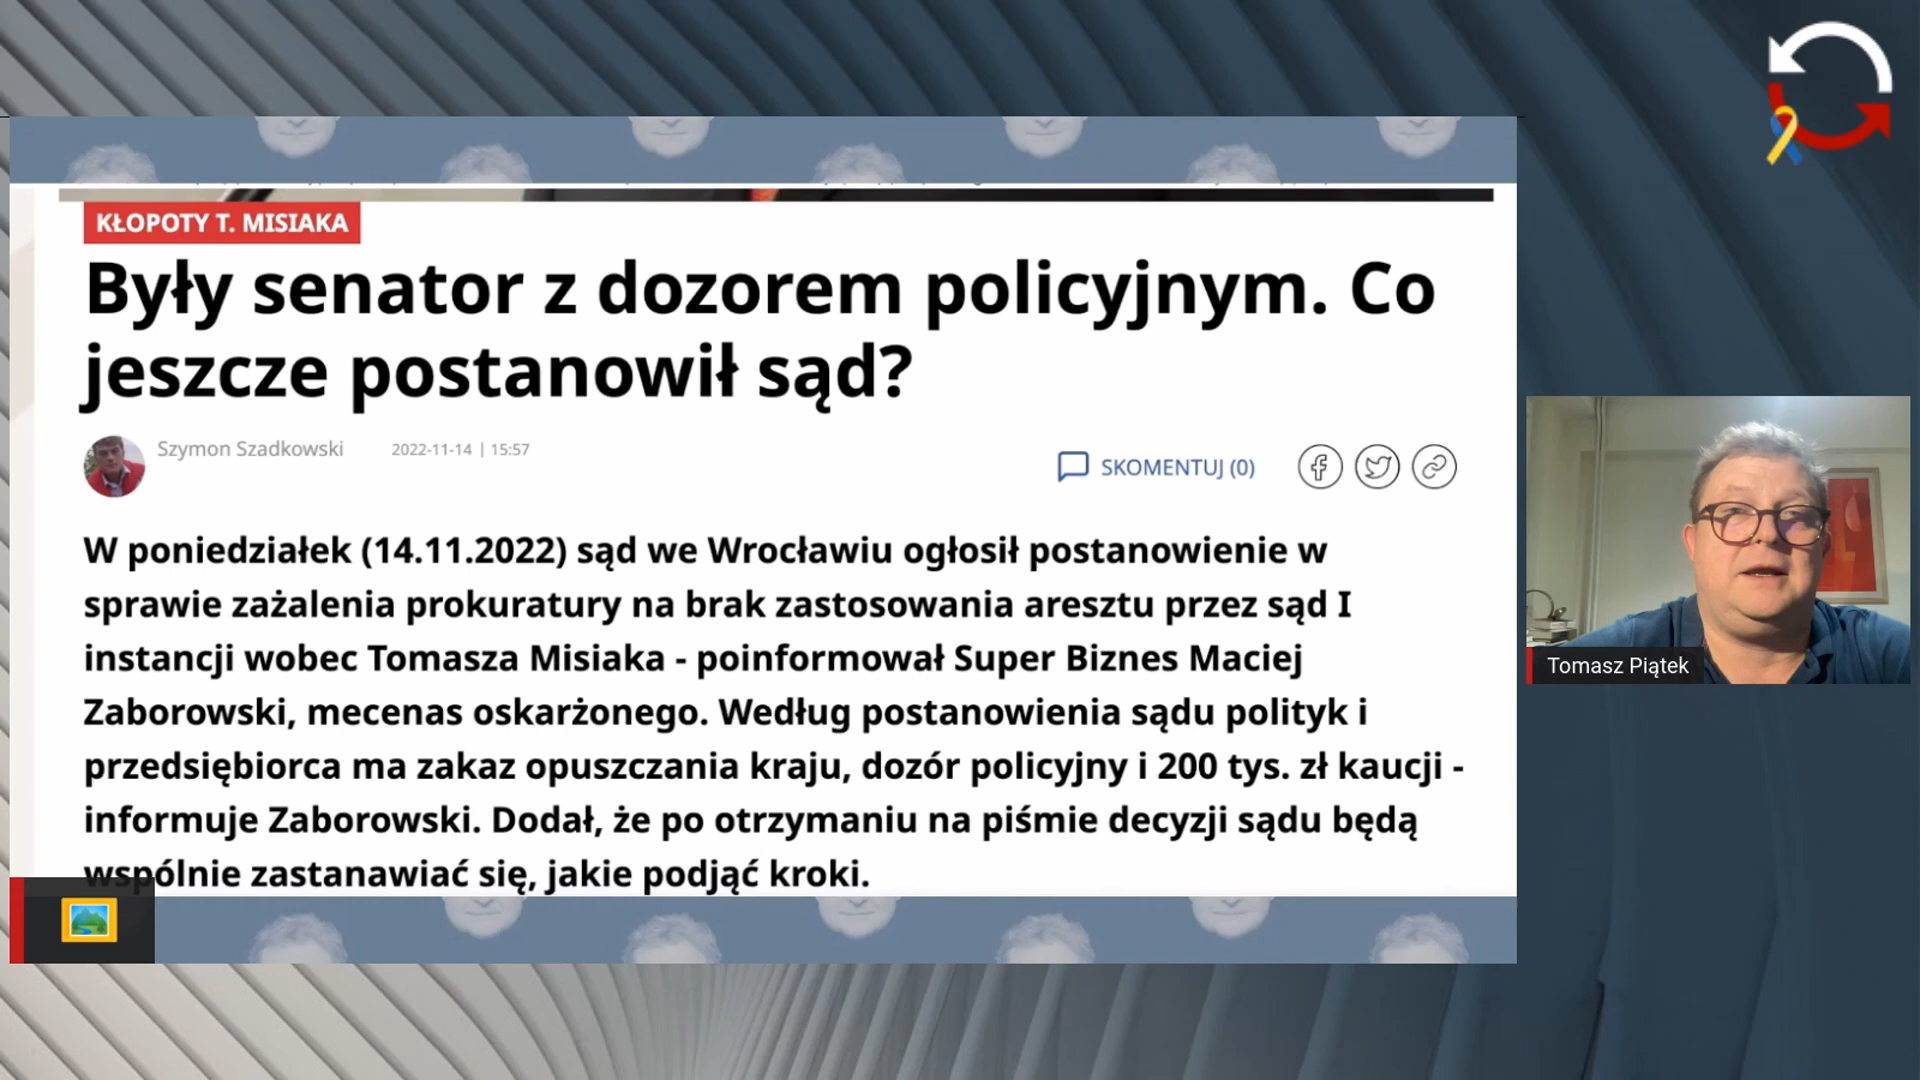 KŁOPOTY T. MISIAKA
Były senator z dozorem policyjnym. Co
jeszcze postanowił sąd?
Szymon Szadkowski 2022-11-14 | 15:57
SKOMENTUJ (0)
W poniedziałek (14.11.2022) sąd we Wrocławiu ogłosił postanowienie w
sprawie zażalenia prokuratury na brak zastosowania aresztu przez sąd I
instancji wobec Tomasza Misiaka - poinformował Super Biznes Maciej
Zaborowski, mecenas oskarżonego. Według postanowienia sądu polityk i
przedsiębiorca ma zakaz opuszczania kraju, dozór policyjny i 200 tys. zł kaucji -
informuje Zaborowski. Dodał, że po otrzymaniu na piśmie decyzji sądu będą
wspólnie zastanawiać się, jakie podjąć kroki.
Tomasz Piątek